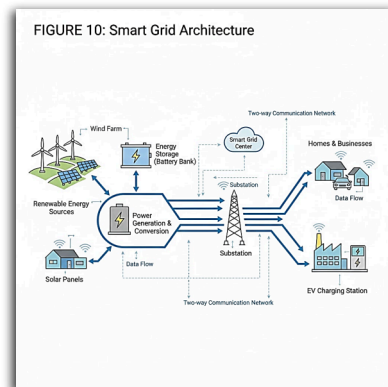 FIGURE 10: Smart Grid Architecture
Two-way Communication Network
Wind Farm
Energy
Storage
(Battery Bank)
Smart Grid
Center
Homes & Businesses
Substation
Renewable Energy
Sources
Power
Generation &
Conversion
Data Flow
Substation
Solar Panels
Data Flow
EV Charging Station
Two-way Communication Network